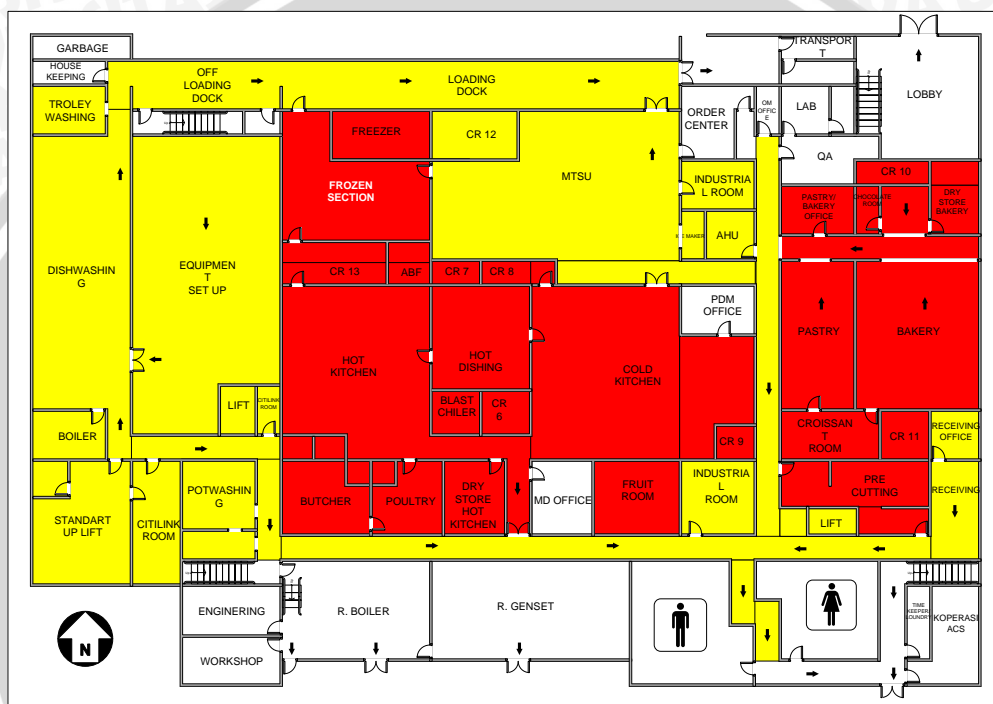 GARBAGE
HOUSE
KEEPING
TROLEY
WASHING
OFF
LOADING
DOCK
LOADING
DOCK
TRANSPOR
T
LOBBY
ORDER
CENTER
OM
OFFIC
E
LAB
QA
FREEZER
CR 12
FROZEN
SECTION
MTSU
INDUSTRIA
L ROOM
AHU
CR 10
PASTRY/
BAKERY
OFFICE
CHOCOLATE
ROOM
DRY
STORE
BAKERY
DISHWASHIN
G
EQUIPMEN
T
SET UP
CR 13
ABF
CR 7
CR 8
PDM
OFFICE
PASTRY
BAKERY
HOT
KITCHEN
HOT
DISHING
COLD
KITCHEN
LIFT
CITILINK
ROOM
BLAST
CHILER
CR
6
BOILER
CR 9
CROISSAN
T
ROOM
CR 11
RECEIVING
OFFICE
STANDART
UP LIFT
CITILINK
ROOM
POTWASHIN
G
BUTCHER
POULTRY
DRY
STORE
HOT
KITCHEN
MD OFFICE
FRUIT
ROOM
INDUSTRIA
L
ROOM
PRE
CUTTING
RECEIVING
LIFT
ENGINERING
WORKSHOP
R. BOILER
R. GENSET
TIME
KEEPER/
LOUNDRY
KOPERASI
ACS
N